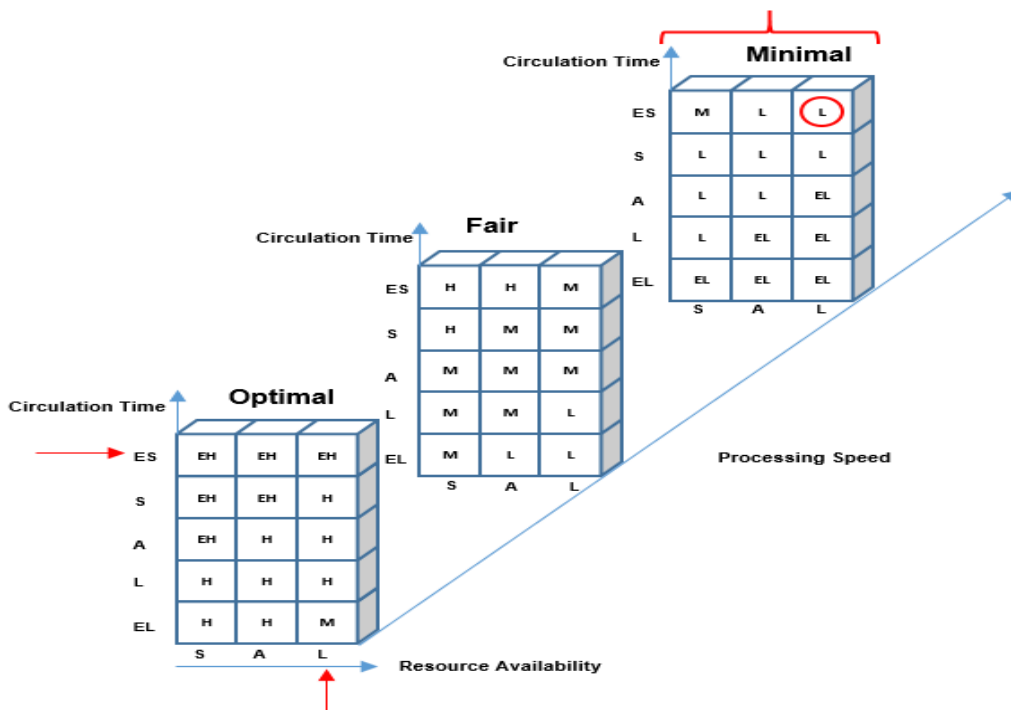 Minimal
Circulation Time
ES M L L
S L L L
A L L EL
L L EL EL
EL EL EL EL
S A L
Fair
Circulation Time
ES H H M
S H M M
A M M M
L M M L
EL M L L
S A L
Optimal
Circulation Time
ES EH EH EH
S EH EH H
A EH H H
L H H H
EL H H M
S A L
Processing Speed
Resource Availability